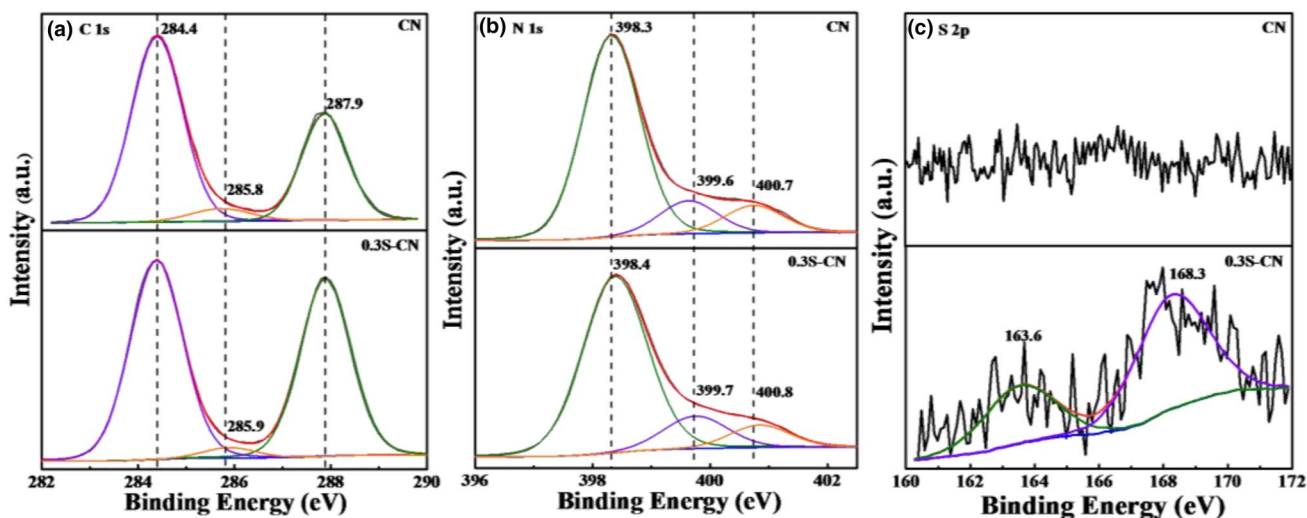 (a) C 1s
284.4
CN
287.9
285.8
0.3S-CN
285.9
282 284 286 288 290
Binding Energy (eV)
Intensity (a.u.)
(b) N 1s
398.3
CN
399.6
400.7
398.4
0.3S-CN
399.7
400.8
396 398 400 402
Binding Energy (eV)
Intensity (a.u.)
(c) S 2p
CN
0.3S-CN
168.3
163.6
160 162 164 166 168 170 172
Binding Energy (eV)
Intensity (a.u.)